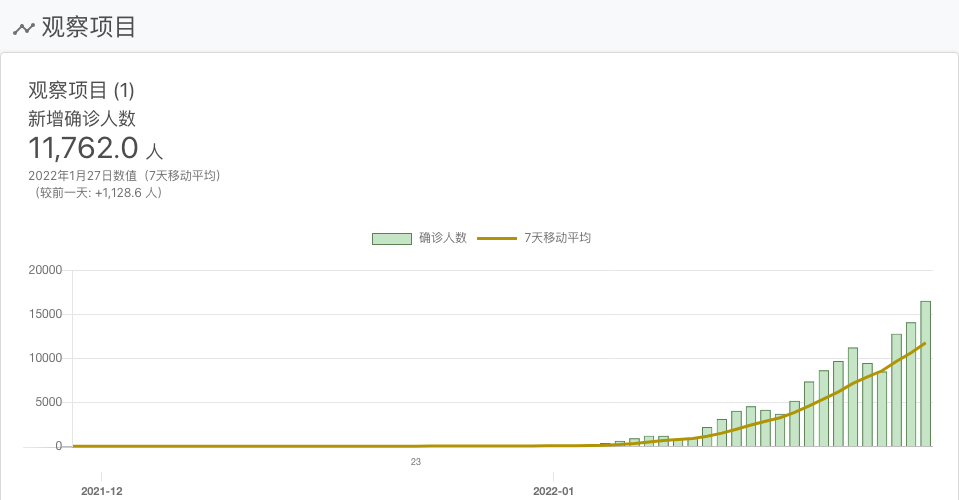 观察项目
观察项目 (1)
新增确诊人数
11,762.0 人
2022年1月27日数值（7天移动平均）
（较前一天: +1,128.6 人）
确诊人数 7天移动平均
20000
15000
10000
5000
0
23
2021-12 2022-01